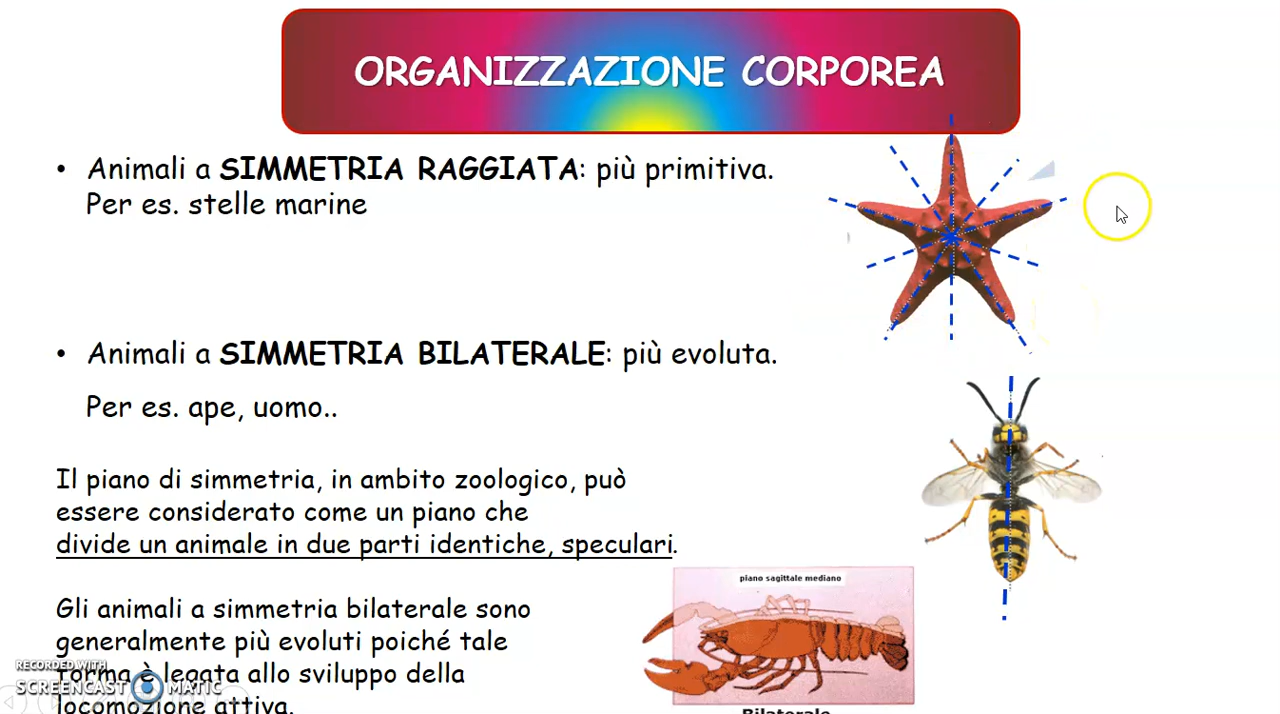 ORGANIZZAZIONE CORPOREA
• Animali a SIMMETRIA RAGGIATA: più primitiva.
Per es. stelle marine
• Animali a SIMMETRIA BILATERALE: più evoluta.
Per es. ape, uomo..
Il piano di simmetria, in ambito zoologico, può
essere considerato come un piano che
divide un animale in due parti identiche, speculari.
piano sagittale mediano
Gli animali a simmetria bilaterale sono
generalmente più evoluti poiché tale
forma è legata allo sviluppo della
locomozione attiva.
Bilaterale
RECORDED WITH
SCREENCAST MATIC